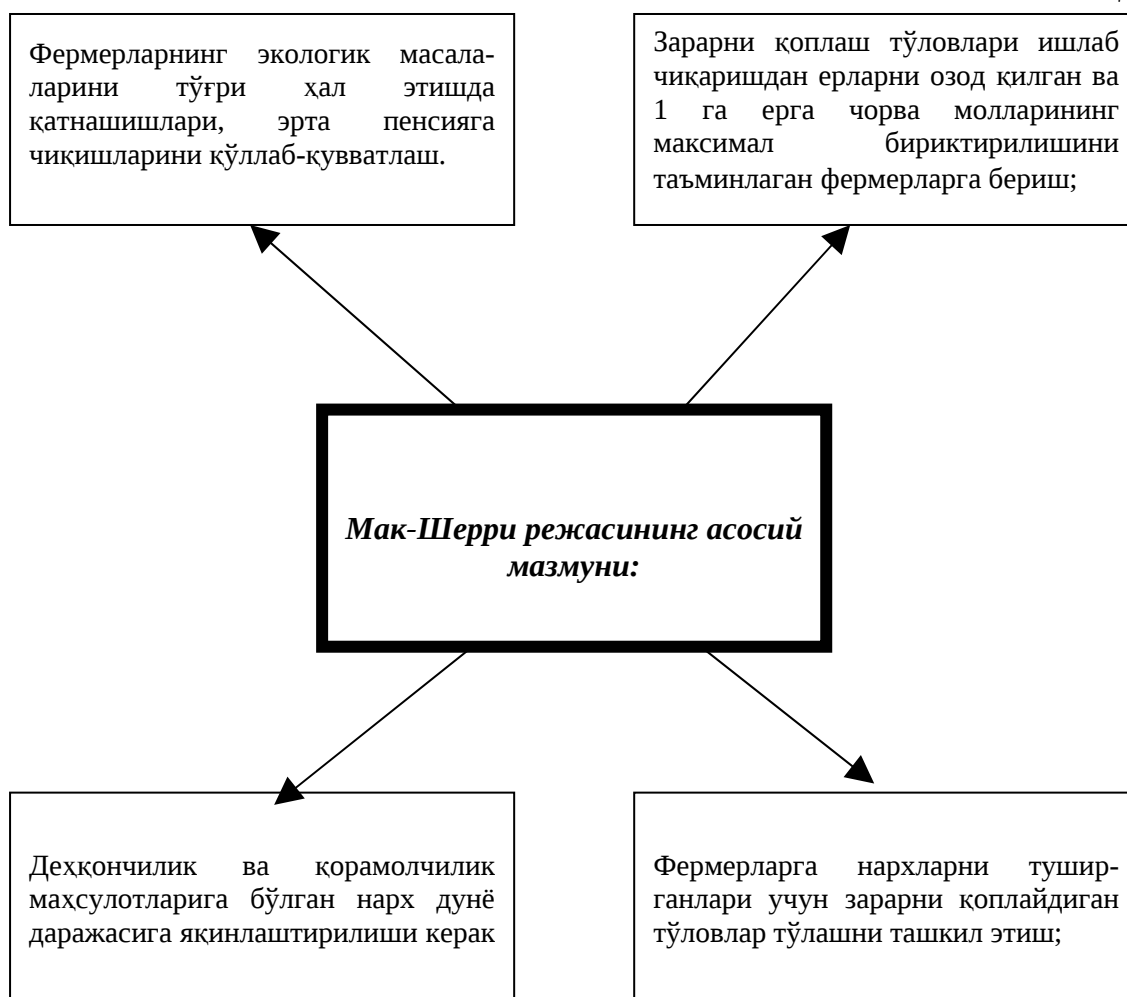 Фермерларнинг экологик масала-
ларини тўғри ҳал этишда
қатнашишлари, эрта пенсияга
чиқишларини қўллаб-қувватлаш.
Зарарни қоплаш тўловлари ишлаб
чиқаришдан ерларни озод қилган ва
1 га ерга чорва молларининг
максимал бириктирилишини
таъминлаган фермерларга бериш;
Мак-Шерри режасининг асосий
мазмуни:
Деҳқончилик ва қорамолчилик
маҳсулотларига бўлган нарх дунё
даражасига яқинлаштирилиши керак
Фермерларга нархларни тушир-
ганлари учун зарарни қоплайдиган
тўловлар тўлашни ташкил этиш;